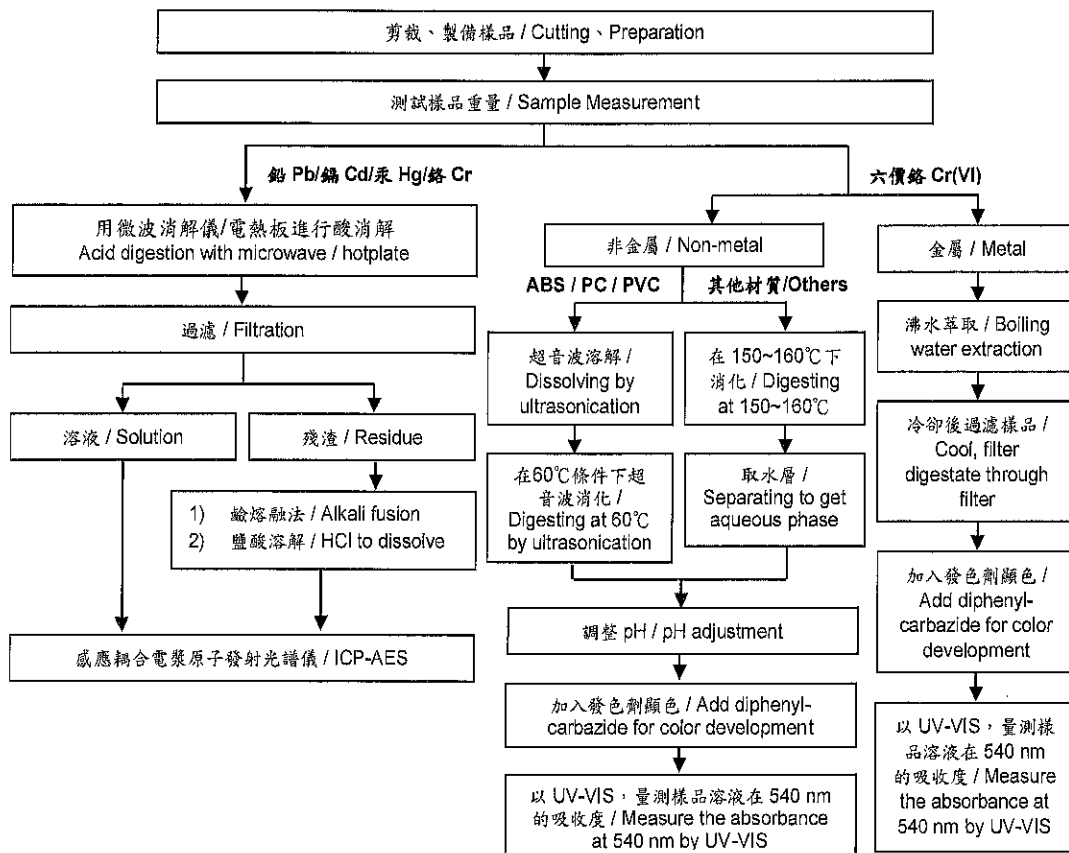 剪裁、製備樣品 / Cutting、Preparation
測試樣品重量 / Sample Measurement
鉛 Pb/鎘 Cd/汞 Hg/鉻 Cr
六價鉻 Cr(VI)
用微波消解儀/電熱板進行酸消解
Acid digestion with microwave / hotplate
過濾 / Filtration
溶液 / Solution
殘渣 / Residue
1) 鹼熔融法 / Alkali fusion
2) 鹽酸溶解 / HCl to dissolve
感應耦合電漿原子發射光譜儀 / ICP-AES
非金屬 / Non-metal
ABS / PC / PVC
其他材質/Others
超音波溶解 /
Dissolving by
ultrasonication
在60℃條件下超
音波消化 /
Digesting at 60℃
by ultrasonication
在 150~160℃下
消化 / Digesting
at 150~160℃
取水層 /
Separating to get
aqueous phase
調整 pH / pH adjustment
加入發色劑顯色 / Add diphenyl-
carbazide for color development
以 UV-VIS，量測樣品溶液在 540 nm
的吸收度 / Measure the absorbance
at 540 nm by UV-VIS
金屬 / Metal
沸水萃取 / Boiling
water extraction
冷卻後過濾樣品 /
Cool, filter
digestate through
filter
加入發色劑顯色 /
Add diphenyl-
carbazide for color
development
以 UV-VIS，量測樣
品溶液在 540 nm
的吸收度 / Measure
the absorbance at
540 nm by UV-VIS